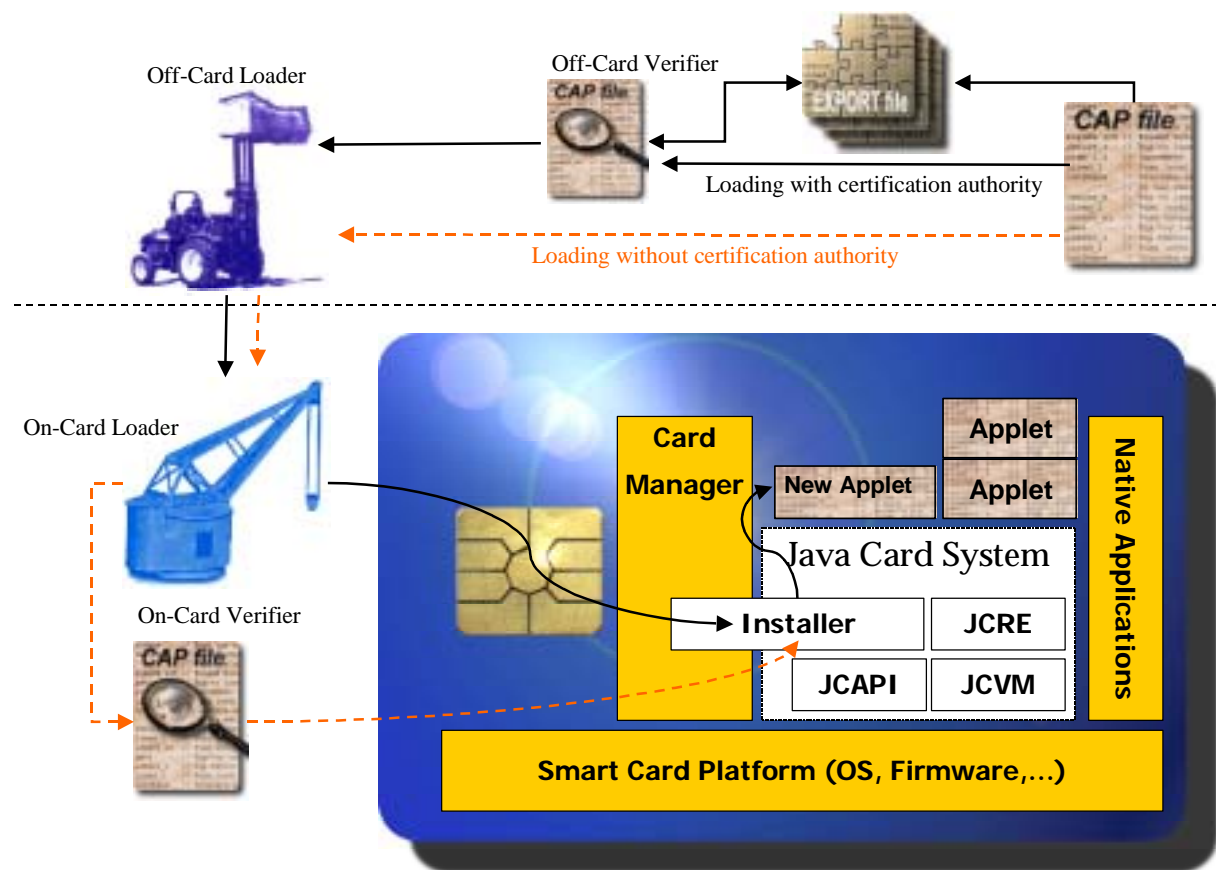 Off-Card Loader
Off-Card Verifier
CAP file
EXPORT file
CAP file
Loading with certification authority
Loading without certification authority
On-Card Loader
On-Card Verifier
CAP file
Card
Manager
New Applet
Applet
Applet
Native Applications
Java Card System
Installer
JCRE
JCAPI
JCVM
Smart Card Platform (OS, Firmware,...)